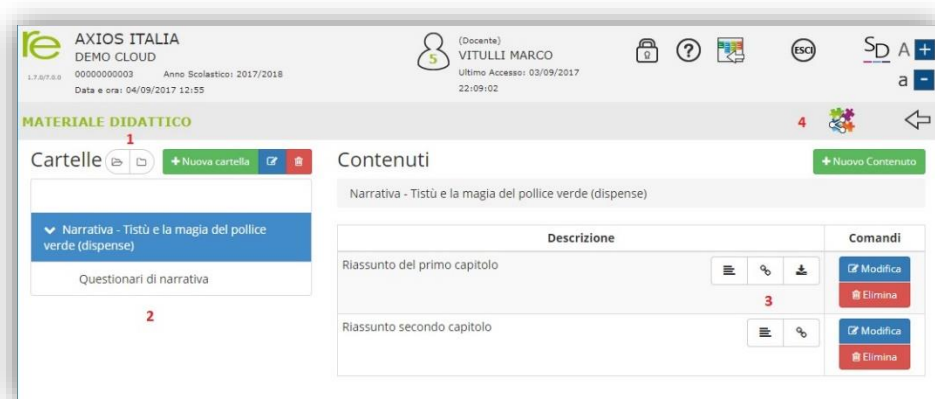 re
1.7.0/7.0.0
AXIOS ITALIA
DEMO CLOUD
00000000003 Anno Scolastico: 2017/2018
Data e ora: 04/09/2017 12:55
5
(Docente)
VITULLI MARCO
Ultimo Accesso: 03/09/2017
22:09:02
?
ESCI
SD
A +
a -
MATERIALE DIDATTICO
4
1
Cartelle
+Nuova cartella
Narrativa - Tistù e la magia del pollice
verde (dispense)
Questionari di narrativa
2
Contenuti
+Nuovo Contenuto
Narrativa - Tistù e la magia del pollice verde (dispense)
Descrizione Comandi
Riassunto del primo capitolo
Modifica
Elimina
3
Riassunto secondo capitolo
Modifica
Elimina